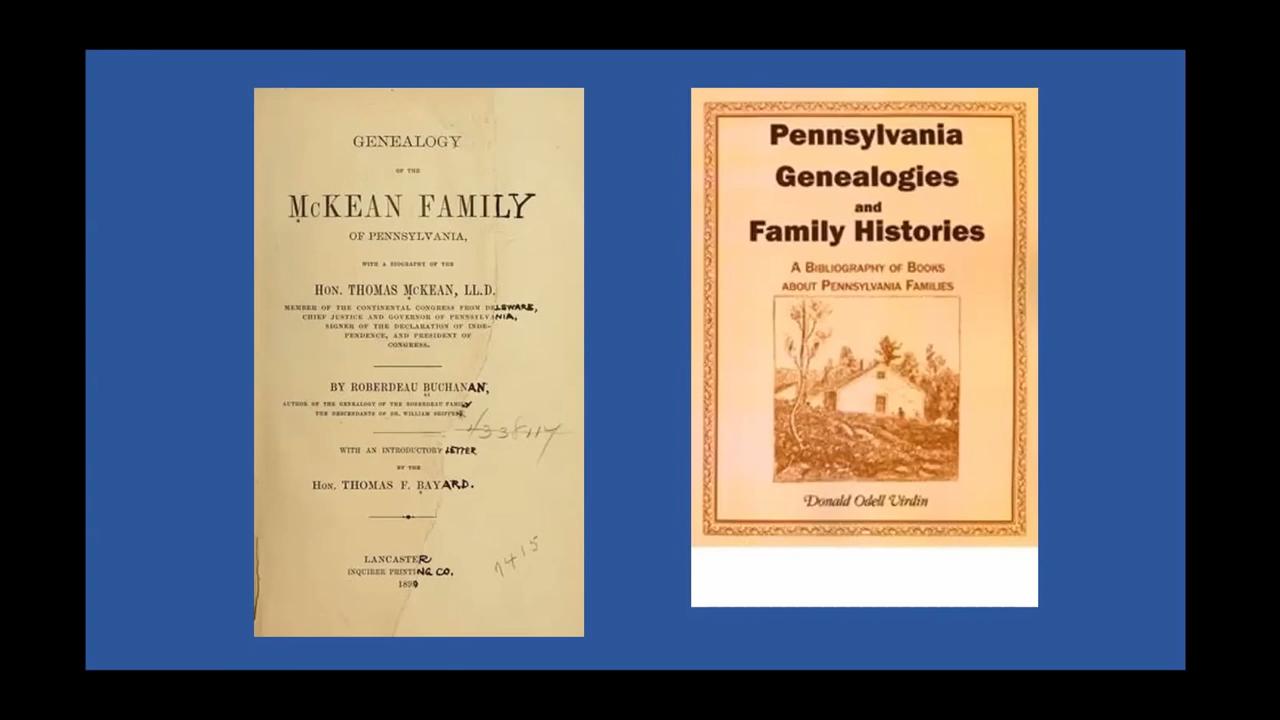 GENEALOGY
OF THE
McKEAN FAMILY
OF PENNSYLVANIA,
WITH A BIOGRAPHY OF THE
HON. THOMAS McKEAN, LL.D.
MEMBER OF THE CONTINENTAL CONGRESS FROM DELEWARE,
CHIEF JUSTICE AND GOVERNOR OF PENNSYLVANIA,
SIGNER OF THE DECLARATION OF INDE-
PENDENCE, AND PRESIDENT OF
CONGRESS.
BY ROBERDEAU BUCHANAN,
AUTHOR OF THE GENEALOGY OF THE ROBERDEAU FAMILY
THE DESCENDANTS OF DR. WILLIAM SHIPPEN,
WITH AN INTRODUCTORY LETTER
BY THE
HON. THOMAS F. BAYARD.
LANCASTER
INQUIRER PRINTING CO.
1890
7415
Pennsylvania
Genealogies
and
Family Histories
A BIBLIOGRAPHY OF BOOKS
ABOUT PENNSYLVANIA FAMILIES
Donald Odell Virdin